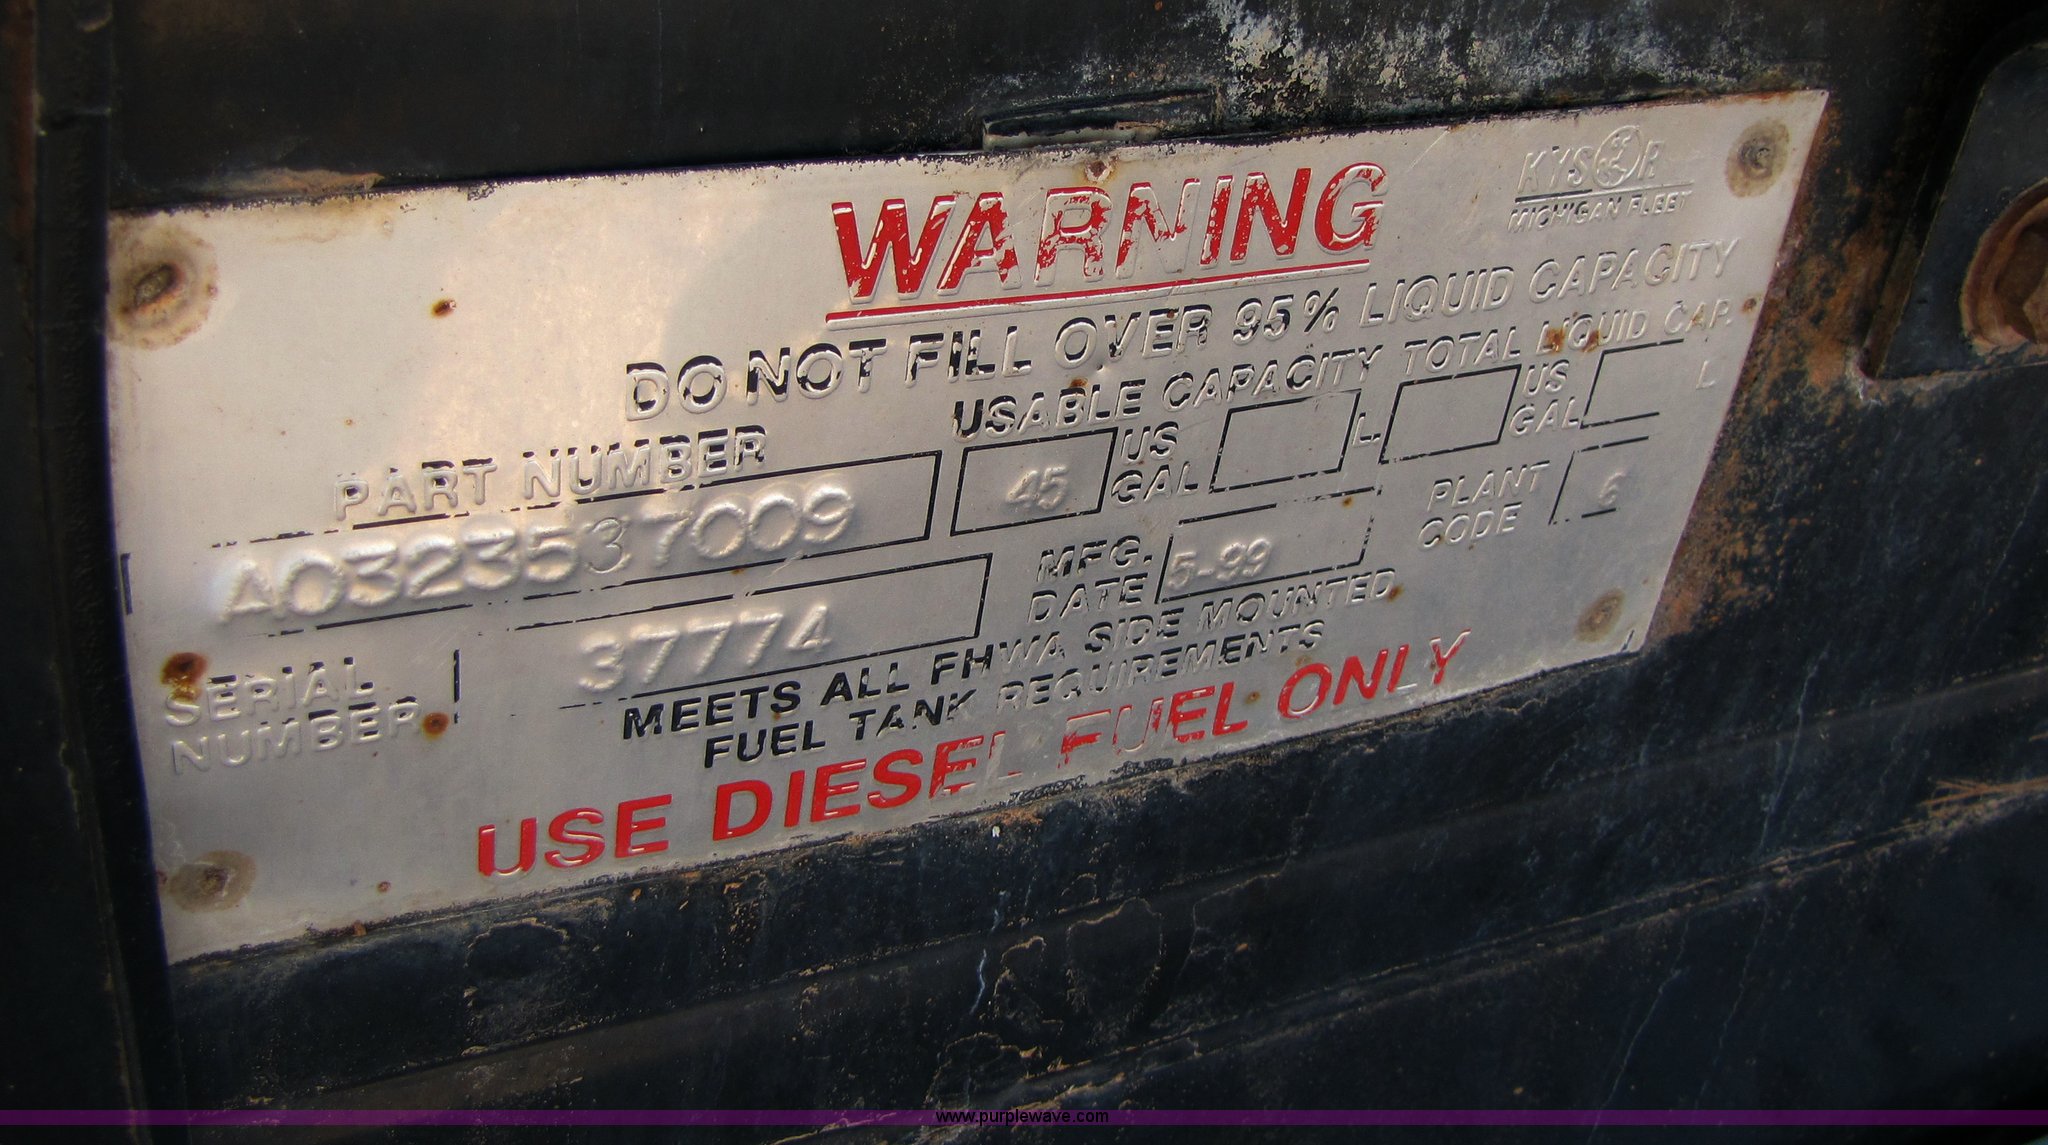 KYSOR
MICHIGAN FLEET
WARNING
DO NOT FILL OVER 95% LIQUID CAPACITY
USABLE CAPACITY TOTAL LIQUID CAP.
PART NUMBER
A0323537009
45 US GAL L. US GAL L
MFG. DATE 5-99
PLANT CODE 6
SERIAL NUMBER 37774
MEETS ALL FHWA SIDE MOUNTED
FUEL TANK REQUIREMENTS
USE DIESEL FUEL ONLY
www.purplewave.com